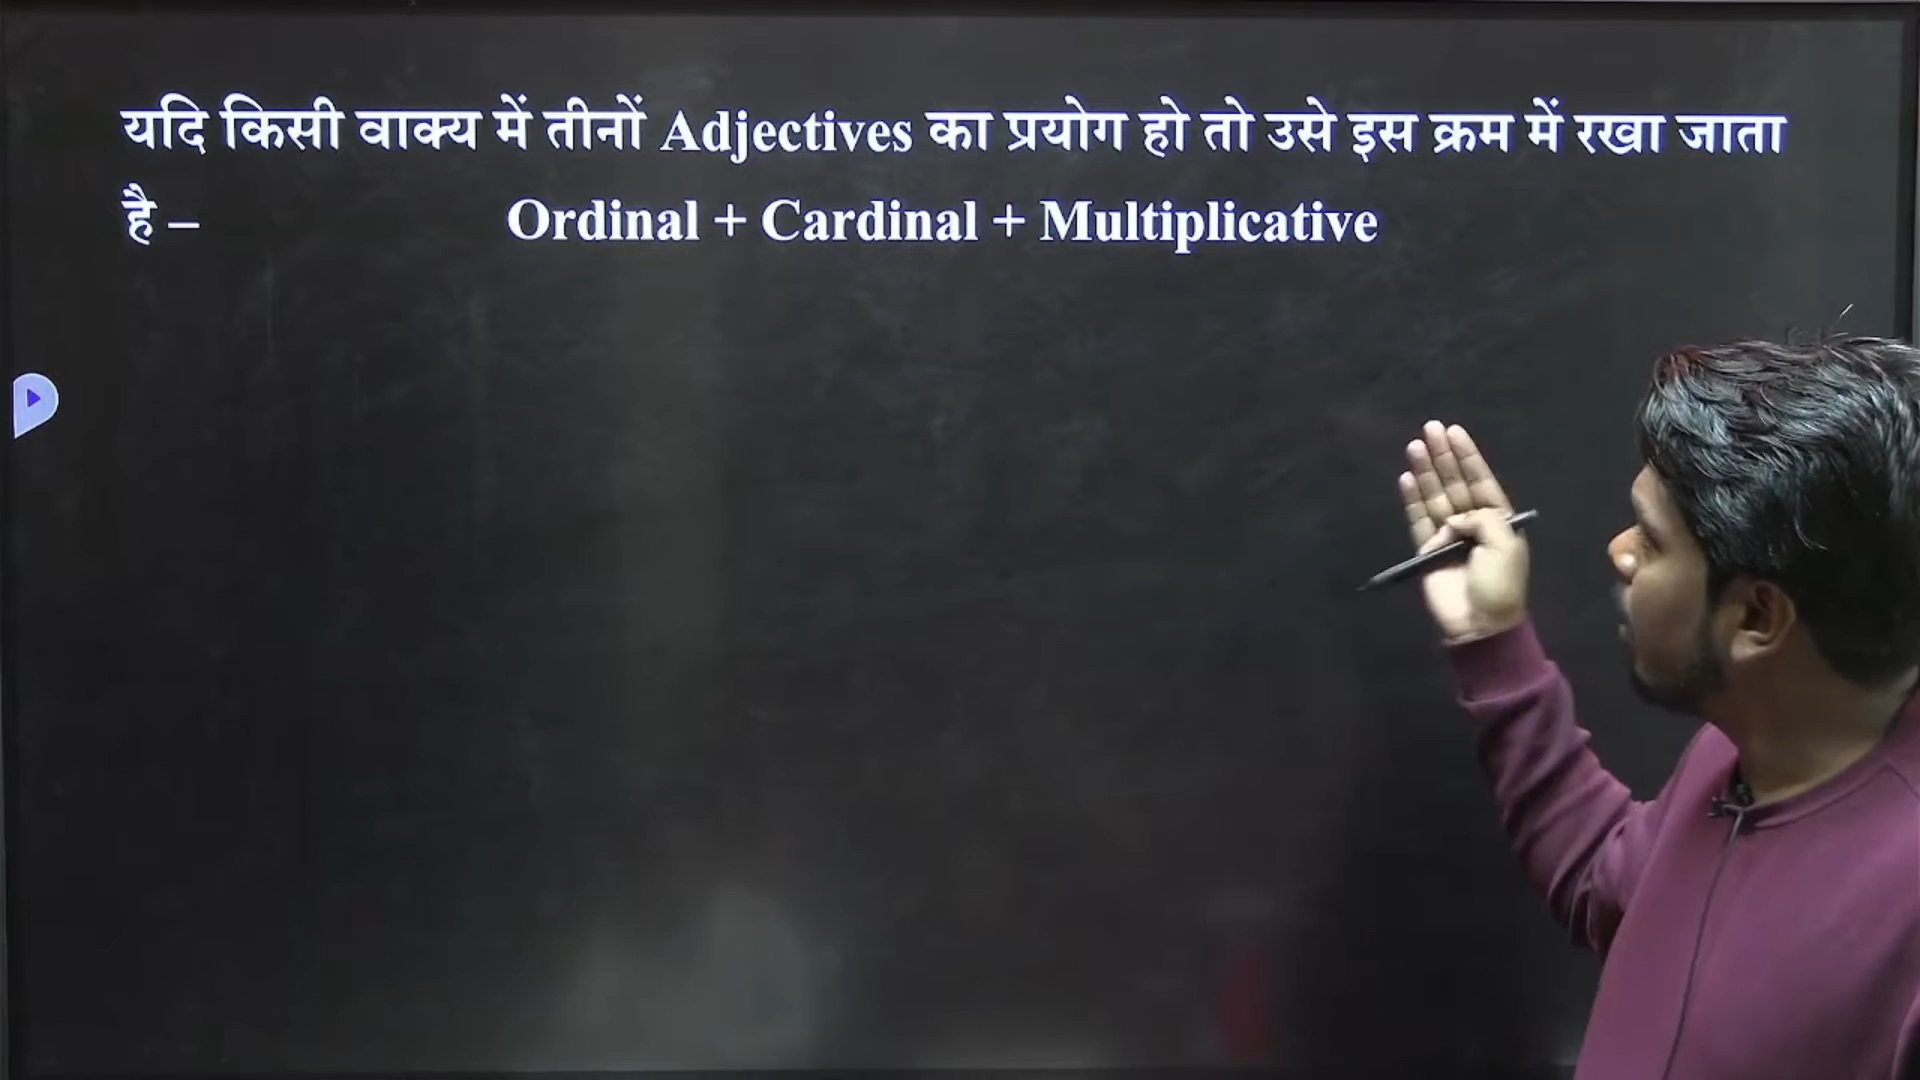 यदि किसी वाक्य में तीनों Adjectives का प्रयोग हो तो उसे इस क्रम में रखा जाता
है – Ordinal + Cardinal + Multiplicative